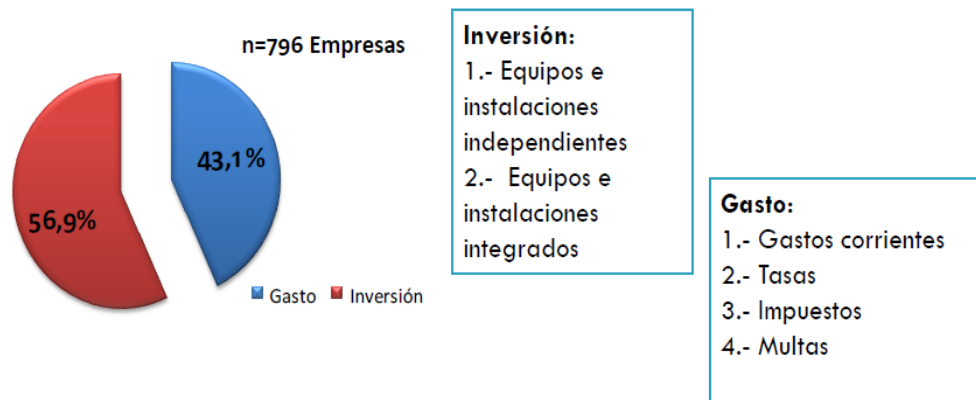 n=796 Empresas
43,1%
56,9%
Gasto
Inversión
Inversión:
1.- Equipos e
instalaciones
independientes
2.- Equipos e
instalaciones
integrados
Gasto:
1.- Gastos corrientes
2.- Tasas
3.- Impuestos
4.- Multas